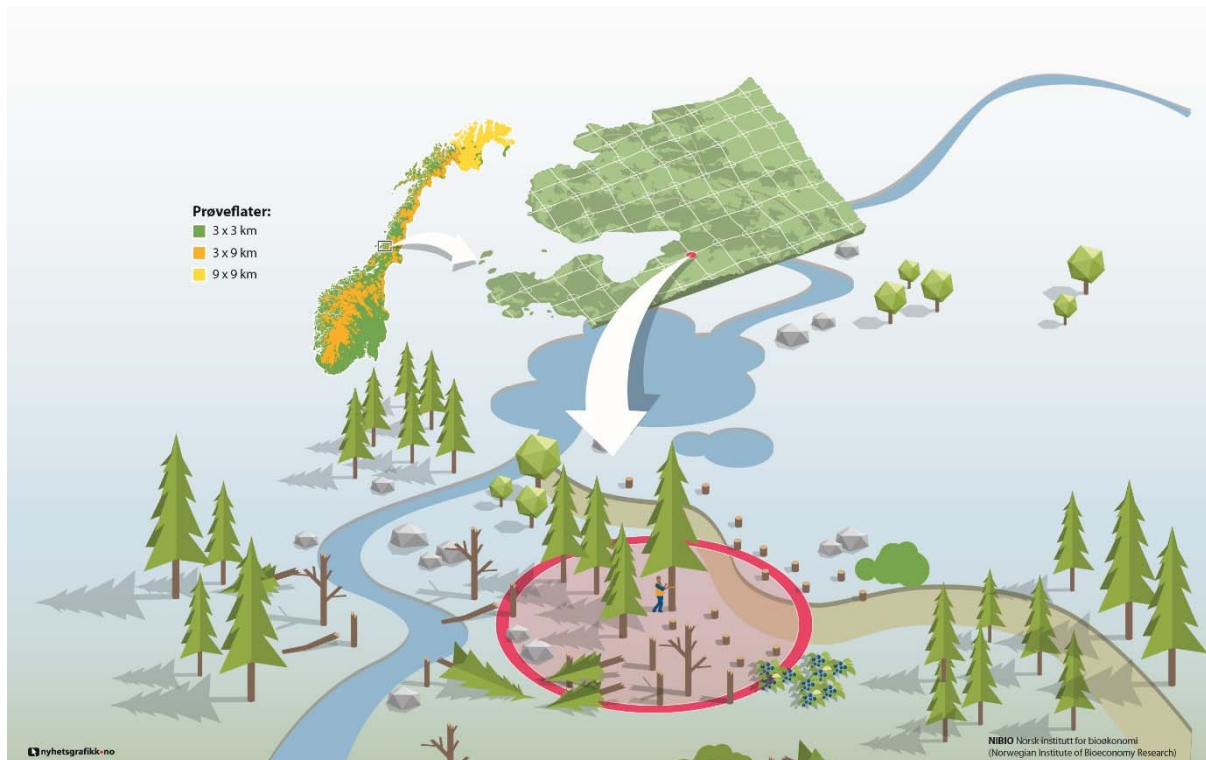 Prøveflater:
3 x 3 km
3 x 9 km
9 x 9 km
nyhetsgrafikk•no
NIBIO Norsk institutt for bioøkonomi
(Norwegian Institute of Bioeconomy Research)